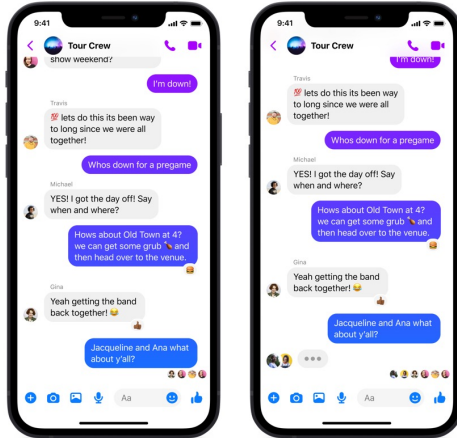 9:41
Tour Crew
show weekend?
I'm down!
Travis
💯 lets do this its been way
to long since we were all
together!
Whos down for a pregame
Michael
YES! I got the day off! Say
when and where?
Hows about Old Town at 4?
we can get some grub 🍗 and
then head over to the venue.
Gina
Yeah getting the band
back together! 😂
Jacqueline and Ana what
about y'all?
Aa
9:41
Tour Crew
I'm down!
Travis
💯 lets do this its been way
to long since we were all
together!
Whos down for a pregame
Michael
YES! I got the day off! Say
when and where?
Hows about Old Town at 4?
we can get some grub 🍗 and
then head over to the venue.
Gina
Yeah getting the band
back together! 😂
Jacqueline and Ana what
about y'all?
Aa